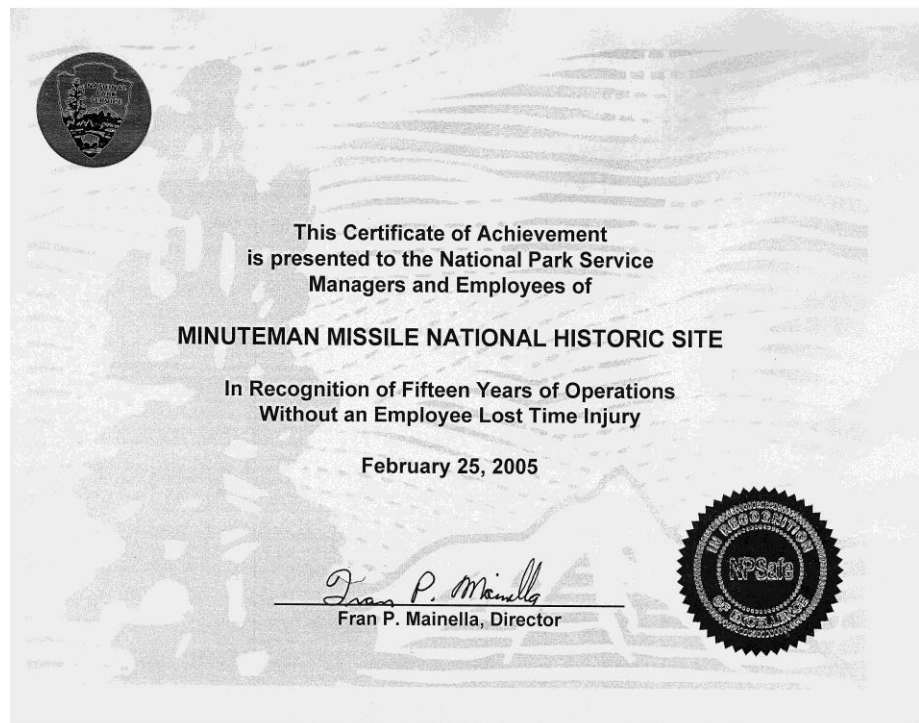 NATIONAL
PARK
SERVICE
This Certificate of Achievement
is presented to the National Park Service
Managers and Employees of
MINUTEMAN MISSILE NATIONAL HISTORIC SITE
In Recognition of Fifteen Years of Operations
Without an Employee Lost Time Injury
February 25, 2005
Fran P. Mainella
Fran P. Mainella, Director
IN RECOGNITION
NPSafe
OF EXCELLENCE